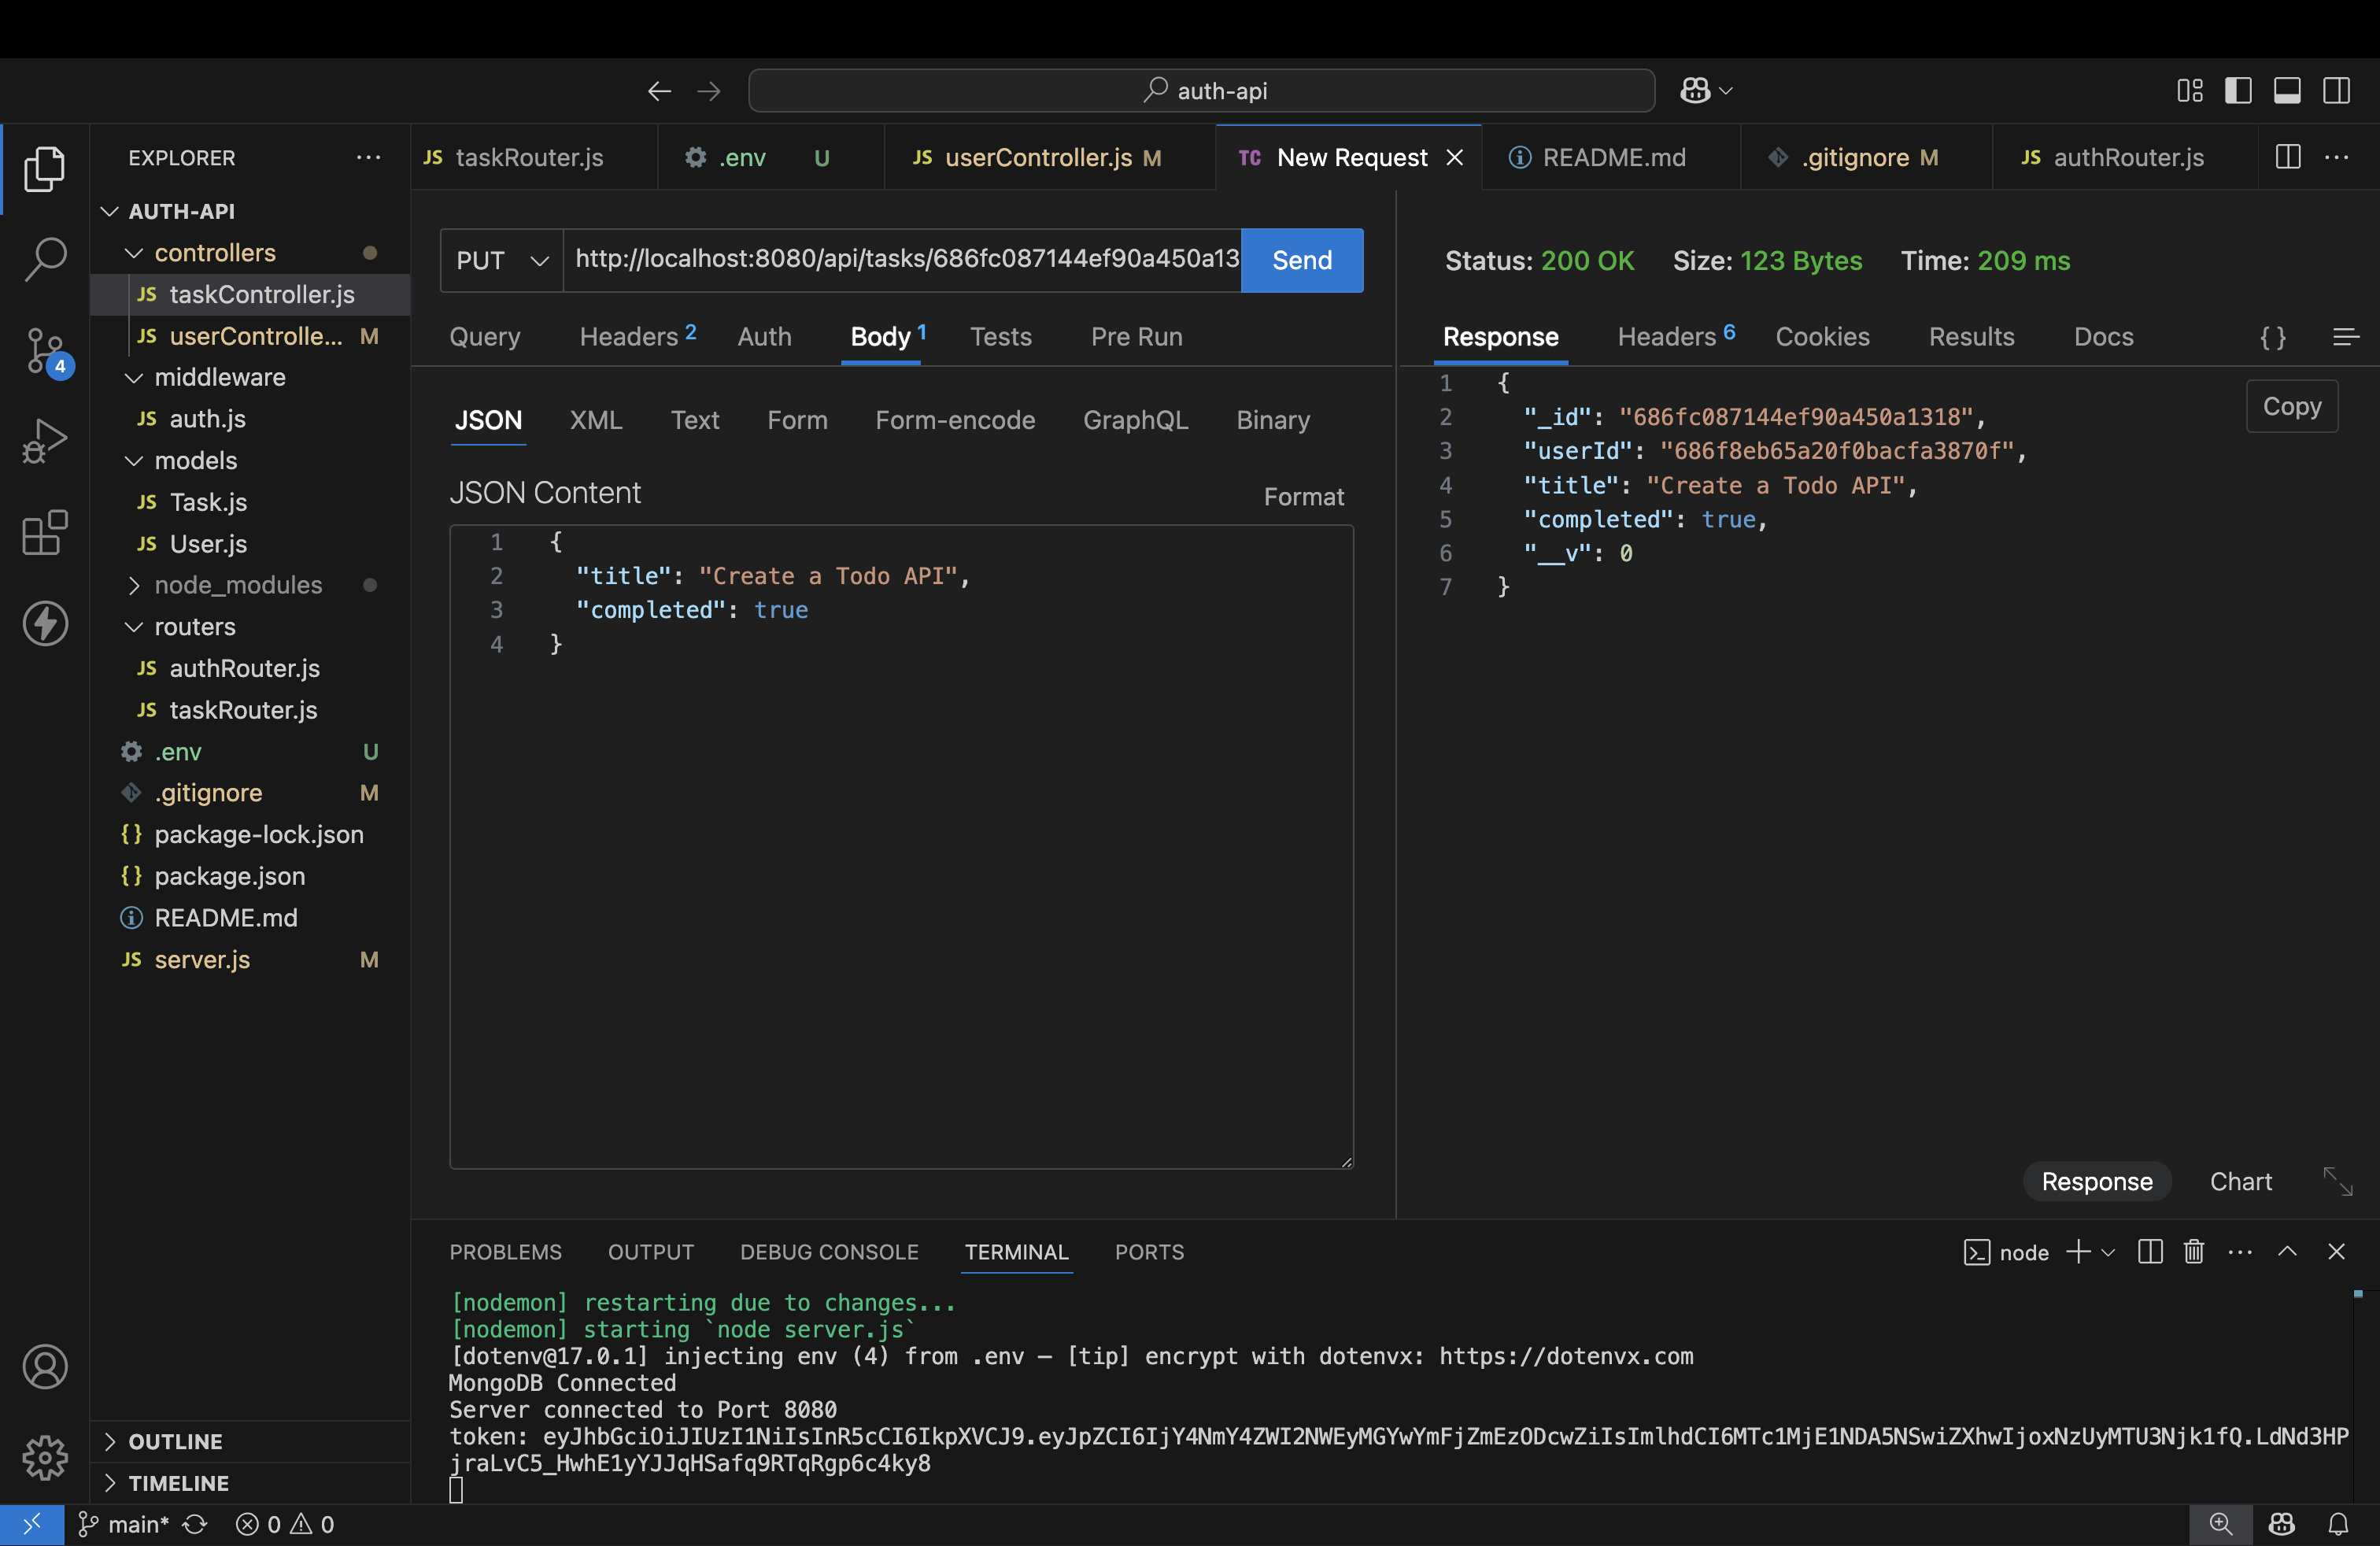 auth-api
EXPLORER
AUTH-API
controllers
JS taskController.js
JS userControlle... M
middleware
JS auth.js
models
JS Task.js
JS User.js
node_modules
routers
JS authRouter.js
JS taskRouter.js
.env U
.gitignore M
{} package-lock.json
{} package.json
README.md
JS server.js M
OUTLINE
TIMELINE
4
JS taskRouter.js
.env U
JS userController.js M
TC New Request
README.md
.gitignore M
JS authRouter.js
PUT http://localhost:8080/api/tasks/686fc087144ef90a450a13 Send
Query Headers 2 Auth Body 1 Tests Pre Run
JSON XML Text Form Form-encode GraphQL Binary
JSON Content Format
1 {
2 "title": "Create a Todo API",
3 "completed": true
4 }
Status: 200 OK Size: 123 Bytes Time: 209 ms
Response Headers 6 Cookies Results Docs {}
Copy
1 {
2 "_id": "686fc087144ef90a450a1318",
3 "userId": "686f8eb65a20f0bacfa3870f",
4 "title": "Create a Todo API",
5 "completed": true,
6 "__v": 0
7 }
Response Chart
PROBLEMS OUTPUT DEBUG CONSOLE TERMINAL PORTS
node
[nodemon] restarting due to changes...
[nodemon] starting `node server.js`
[dotenv@17.0.1] injecting env (4) from .env – [tip] encrypt with dotenvx: https://dotenvx.com
MongoDB Connected
Server connected to Port 8080
token: eyJhbGciOiJIUzI1NiIsInR5cCI6IkpXVCJ9.eyJpZCI6IjY4NmY4ZWI2NWEyMGYwYmFjZmEzODcwZiIsImlhdCI6MTc1MjE1NDA5NSwiZXhwIjoxNzUyMTU3Njk1fQ.LdNd3HP
jraLvC5_HwhE1yYJJqHSafq9RTqRgp6c4ky8
main* 0 0